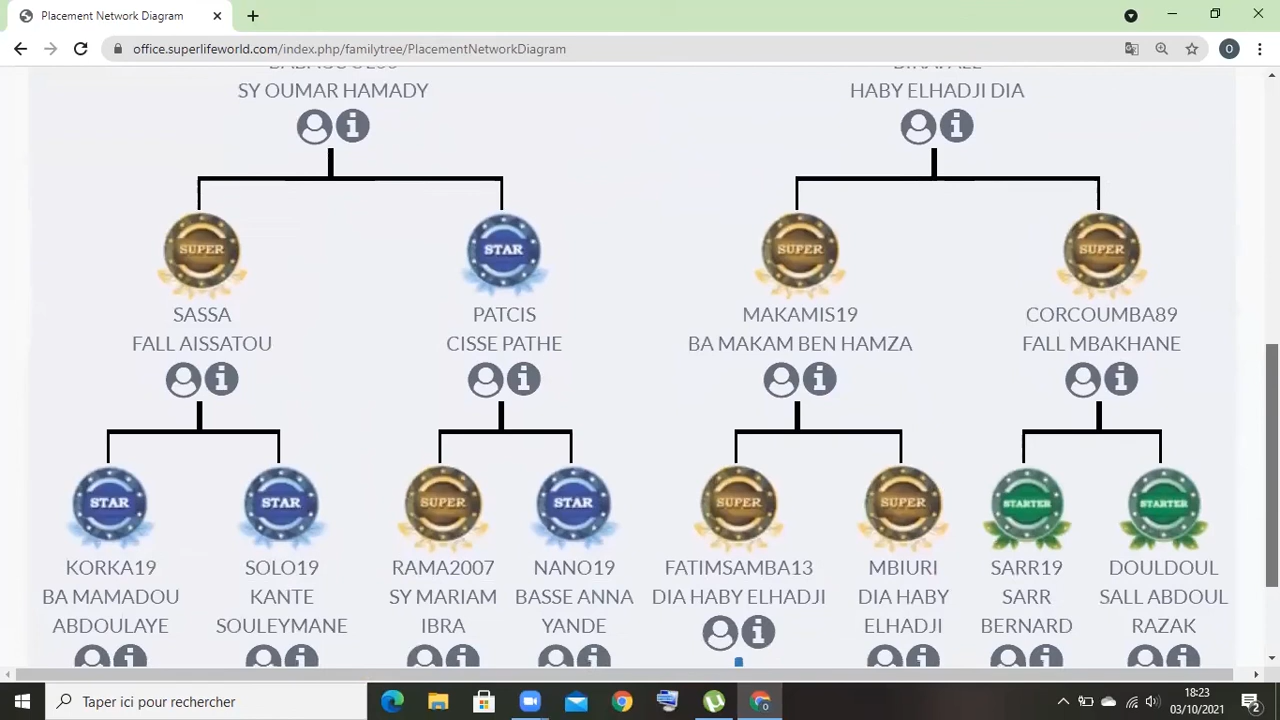 Placement Network Diagram
office.superlifeworld.com/index.php/familytree/PlacementNetworkDiagram
O
SY OUMAR HAMADY
HABY ELHADJI DIA
SUPER
STAR
SUPER
SUPER
SASSA
PATCIS
MAKAMIS19
CORCOUMBA89
FALL AISSATOU
CISSE PATHE
BA MAKAM BEN HAMZA
FALL MBAKHANE
STAR
STAR
SUPER
STAR
SUPER
SUPER
STARTER
STARTER
KORKA19
SOLO19
RAMA2007
NANO19
FATIMSAMBA13
MBIURI
SARR19
DOULDOUL
BA MAMADOU
KANTE
SY MARIAM
BASSE ANNA
DIA HABY ELHADJI
DIA HABY
SARR
SALL ABDOUL
ABDOULAYE
SOULEYMANE
IBRA
YANDE
ELHADJI
BERNARD
RAZAK
Taper ici pour rechercher
18:23
03/10/2021
2